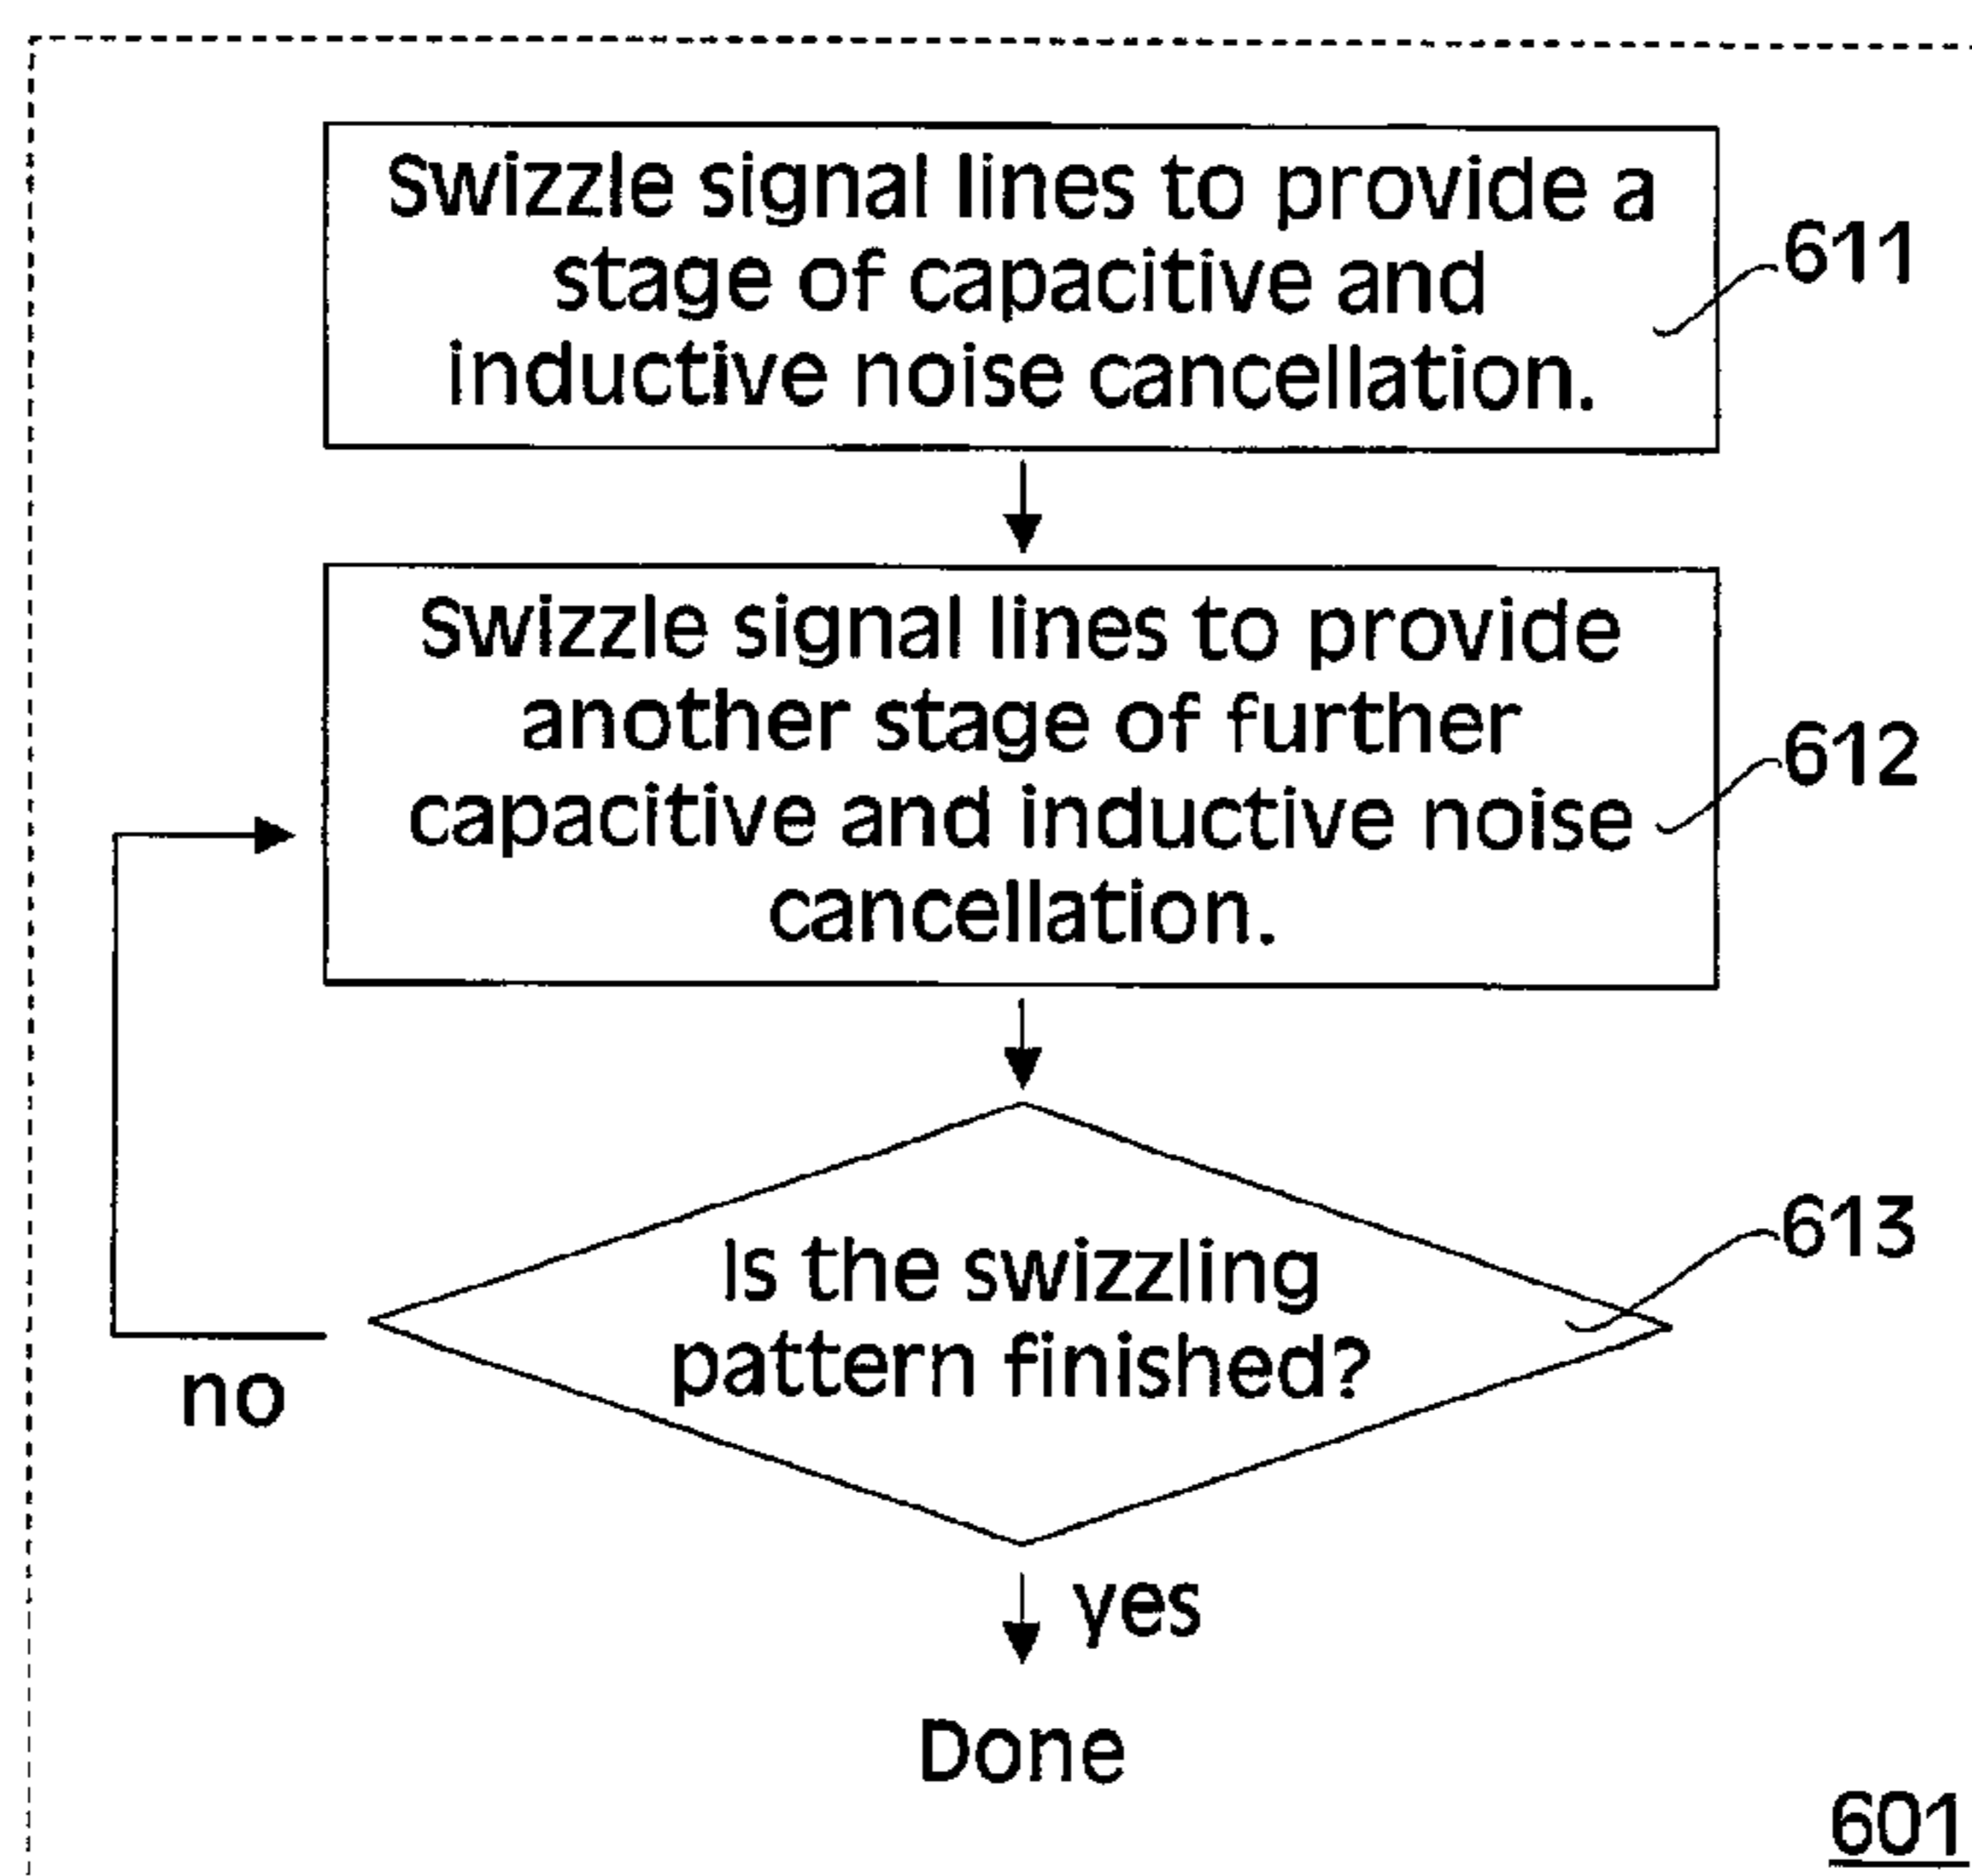 Swizzle signal lines to provide a
stage of capacitive and
inductive noise cancellation.
611
Swizzle signal lines to provide
another stage of further
capacitive and inductive noise
cancellation.
612
Is the swizzling
pattern finished?
613
no
yes
Done
601